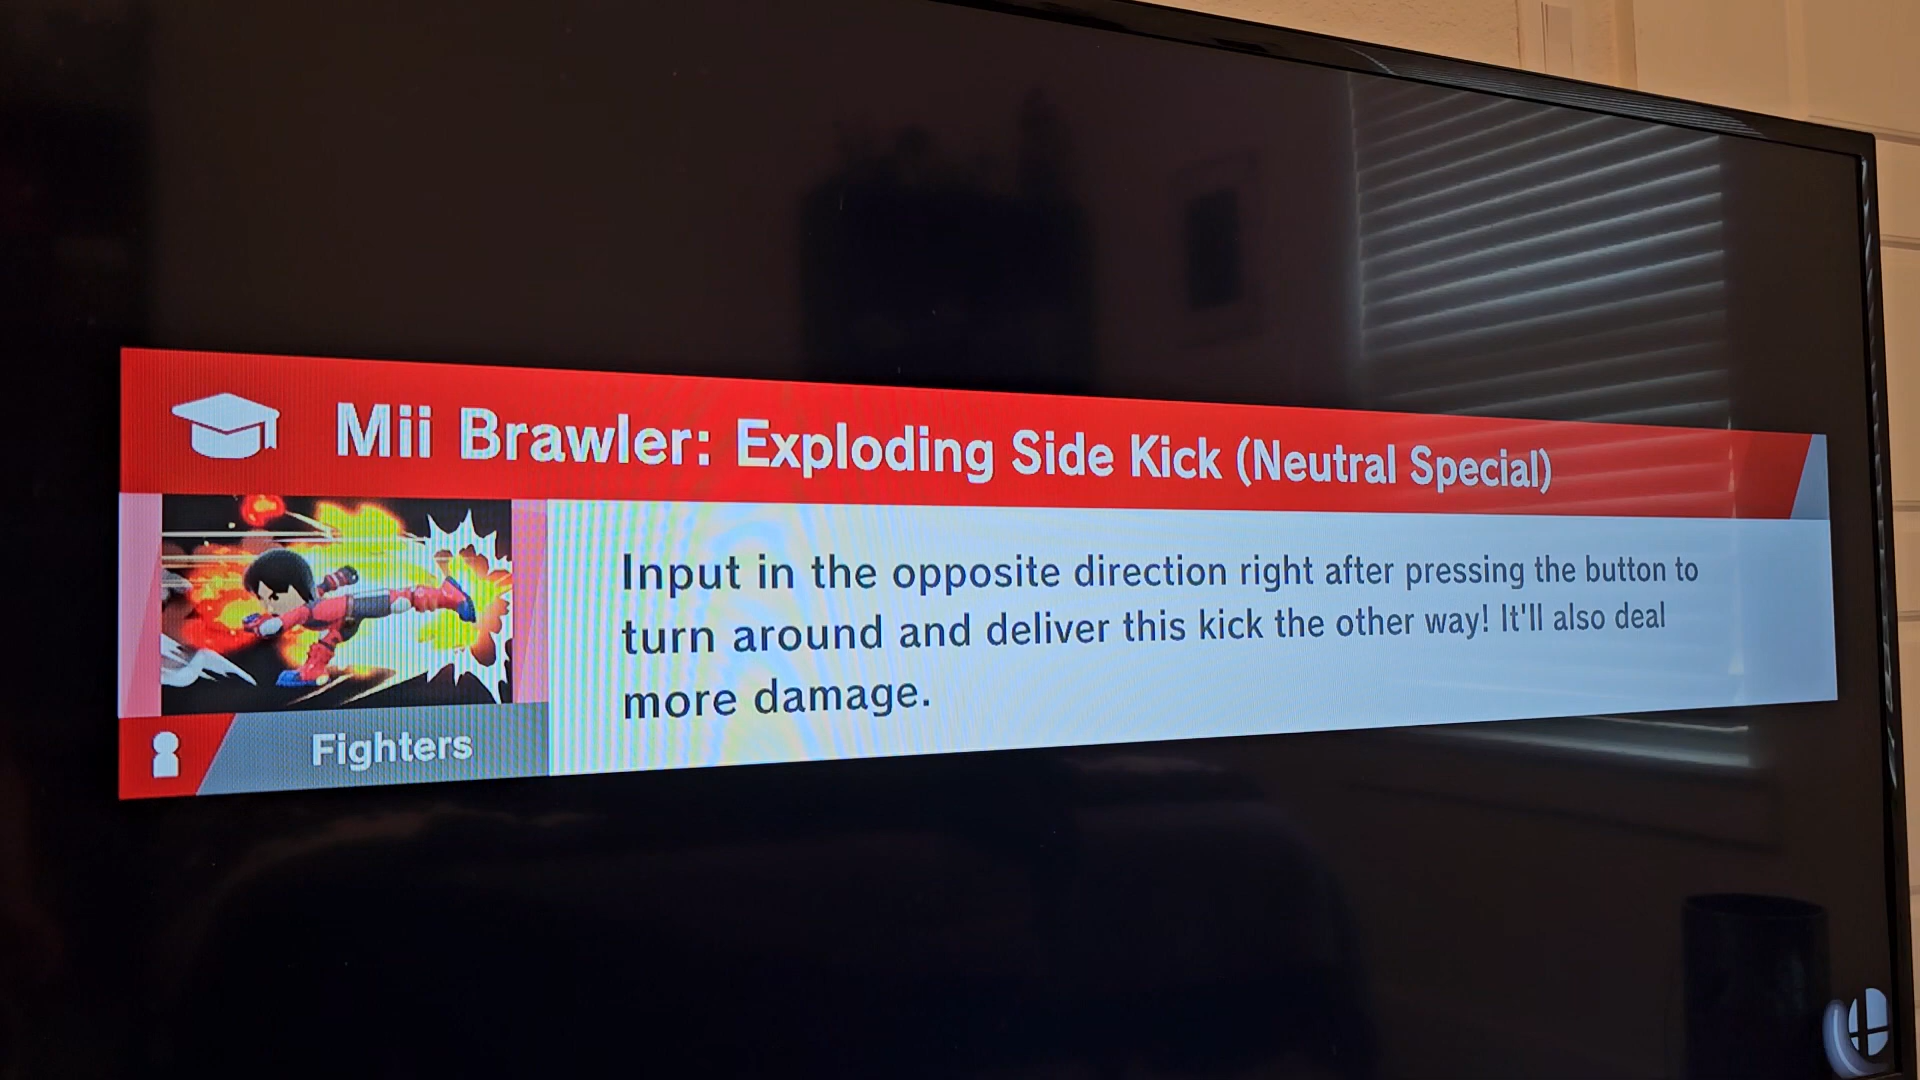 Mii Brawler: Exploding Side Kick (Neutral Special)
Input in the opposite direction right after pressing the button to
turn around and deliver this kick the other way! It'll also deal
more damage.
Fighters